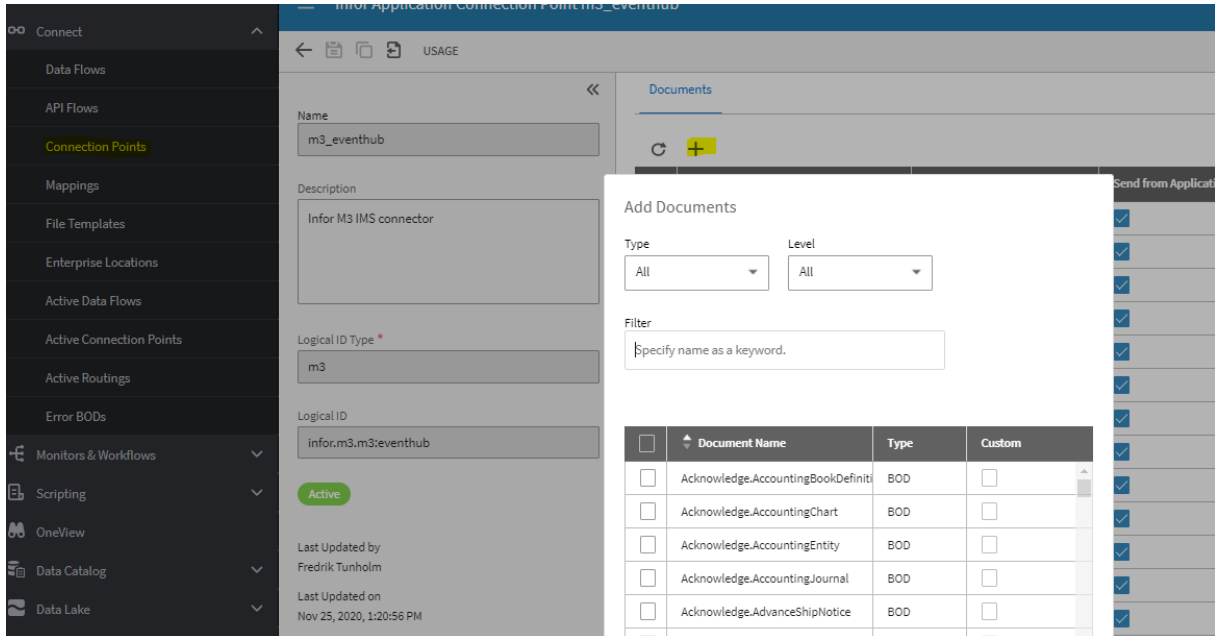 Infor Application Connection Point m3_eventhub
Connect
Data Flows
API Flows
Connection Points
Mappings
File Templates
Enterprise Locations
Active Data Flows
Active Connection Points
Active Routings
Error BODs
Monitors & Workflows
Scripting
OneView
Data Catalog
Data Lake
USAGE
Name
m3_eventhub
Description
Infor M3 IMS connector
Logical ID Type *
m3
Logical ID
infor.m3.m3:eventhub
Active
Last Updated by
Fredrik Tunholm
Last Updated on
Nov 25, 2020, 1:20:56 PM
Documents
Send from Applicati
Add Documents
Type Level
All All
Filter
Specify name as a keyword.
Document Name Type Custom
Acknowledge.AccountingBookDefiniti BOD
Acknowledge.AccountingChart BOD
Acknowledge.AccountingEntity BOD
Acknowledge.AccountingJournal BOD
Acknowledge.AdvanceShipNotice BOD